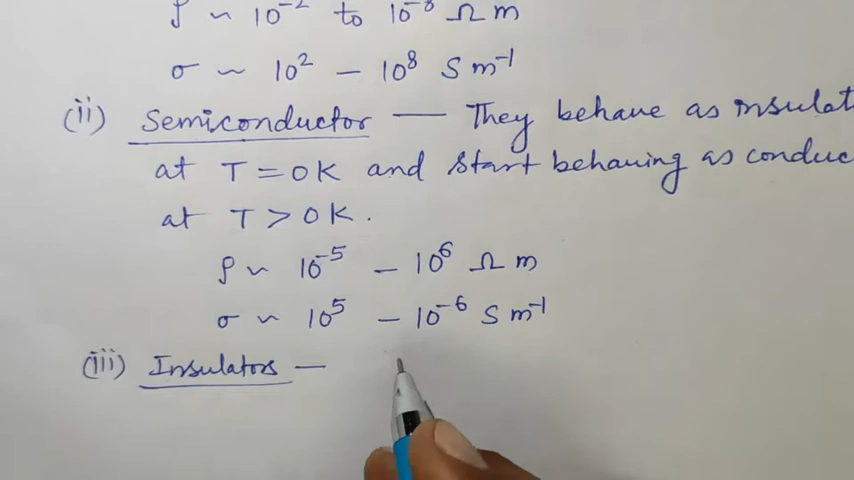 ρ ~ 10⁻² to 10⁻⁸ Ω m
σ ~ 10² – 10⁸ S m⁻¹
(ii) Semiconductor — They behave as insulat
at T = 0 K and start behaving as conduc
at T > 0 K.
ρ ~ 10⁻⁵ – 10⁶ Ω m
σ ~ 10⁵ – 10⁻⁶ S m⁻¹
(iii) Insulators –